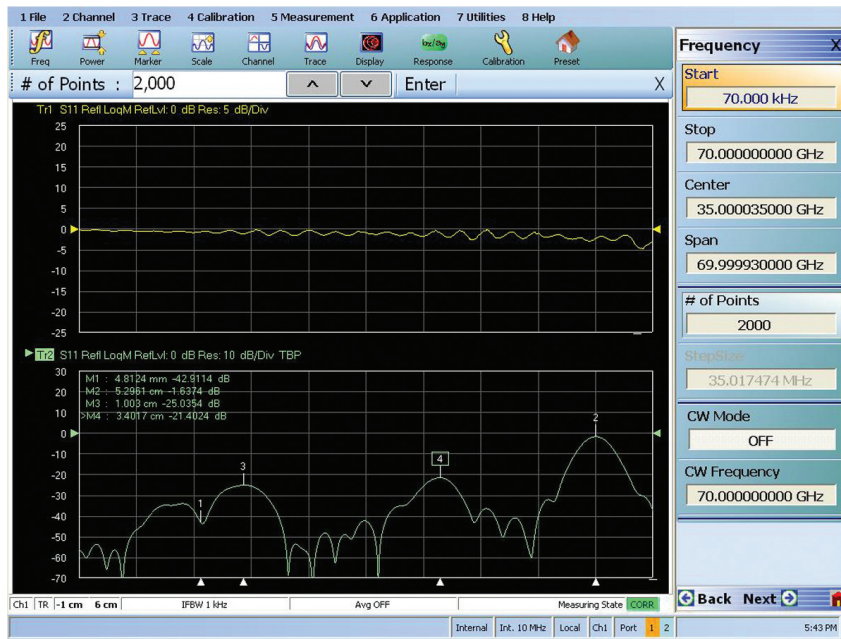 1 File 2 Channel 3 Trace 4 Calibration 5 Measurement 6 Application 7 Utilities 8 Help
Freq Power Marker Scale Channel Trace Display Response Calibration Preset
# of Points : 2,000 Enter X
Tr1 S11 Refl LogM RefLvl: 0 dB Res: 5 dB/Div
25
20
15
10
5
0
-5
-10
-15
-20
-25
Tr2 S11 Refl LogM RefLvl: 0 dB Res: 10 dB/Div TBP
30
20
10
0
-10
-20
-30
-40
-50
-60
-70
M1 : 4.8124 mm -42.9114 dB
M2 : 5.2961 cm -1.6374 dB
M3 : 1.003 cm -25.0354 dB
>M4 : 3.4017 cm -21.4024 dB
1
3
4
2
Ch1 TR -1 cm 6 cm IFBW 1 kHz Avg OFF Measuring State CORR
Internal Int. 10 MHz Local Ch1 Port 1 2 5:43 PM
Frequency X
Start
70.000 kHz
Stop
70.000000000 GHz
Center
35.000035000 GHz
Span
69.999930000 GHz
# of Points
2000
StepSize
35.017474 MHz
CW Mode
OFF
CW Frequency
70.000000000 GHz
Back Next